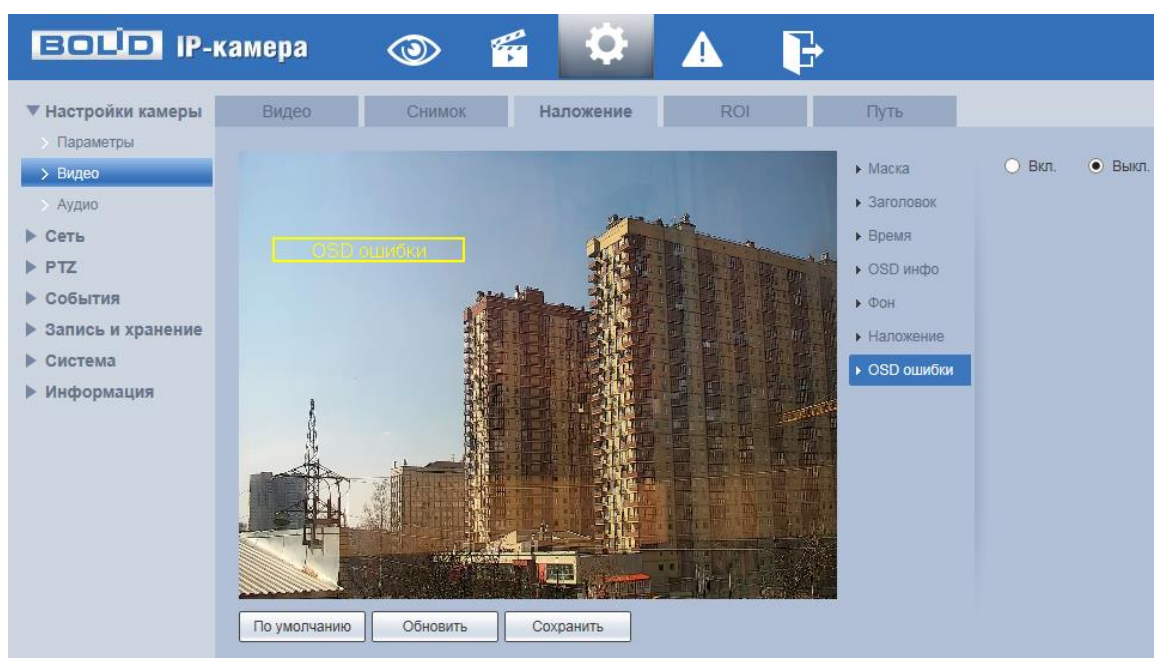 BOLID IP-камера
Настройки камеры
Параметры
Видео
Аудио
Сеть
PTZ
События
Запись и хранение
Система
Информация
Видео Снимок Наложение ROI Путь
OSD ошибки
Маска
Заголовок
Время
OSD инфо
Фон
Наложение
OSD ошибки
Вкл. Выкл.
По умолчанию Обновить Сохранить